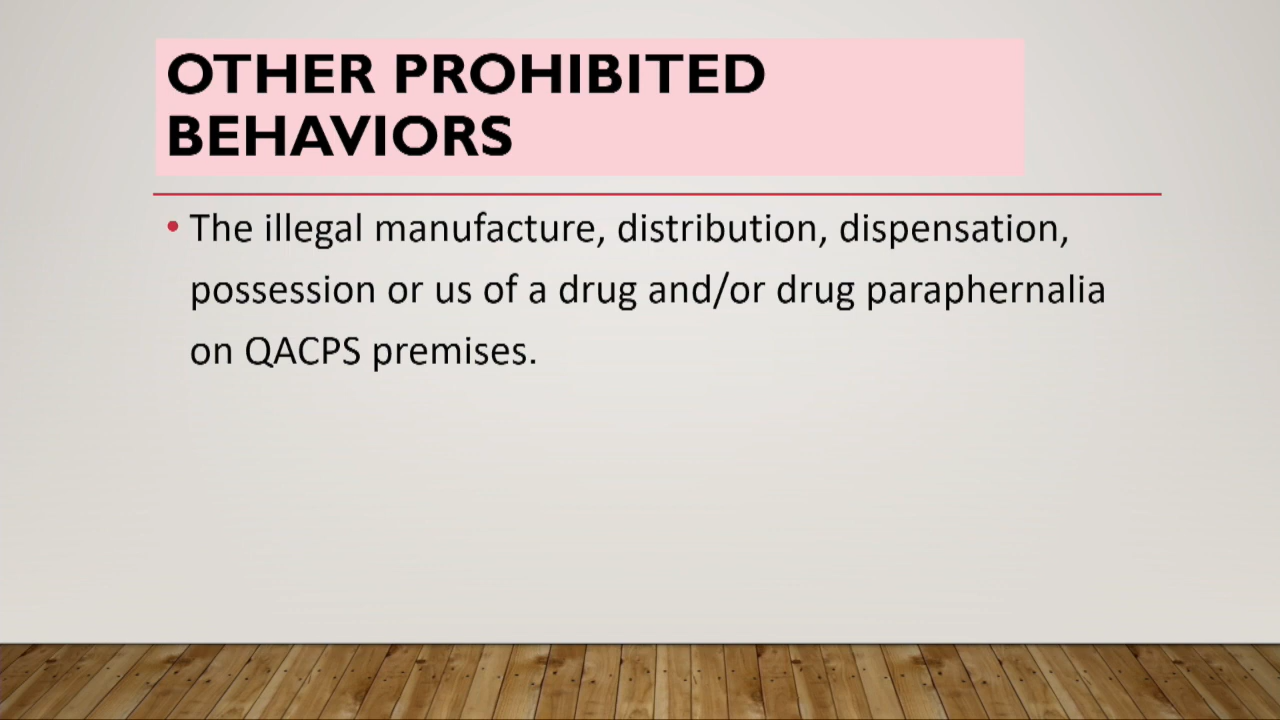 OTHER PROHIBITED
BEHAVIORS
• The illegal manufacture, distribution, dispensation,
possession or us of a drug and/or drug paraphernalia
on QACPS premises.